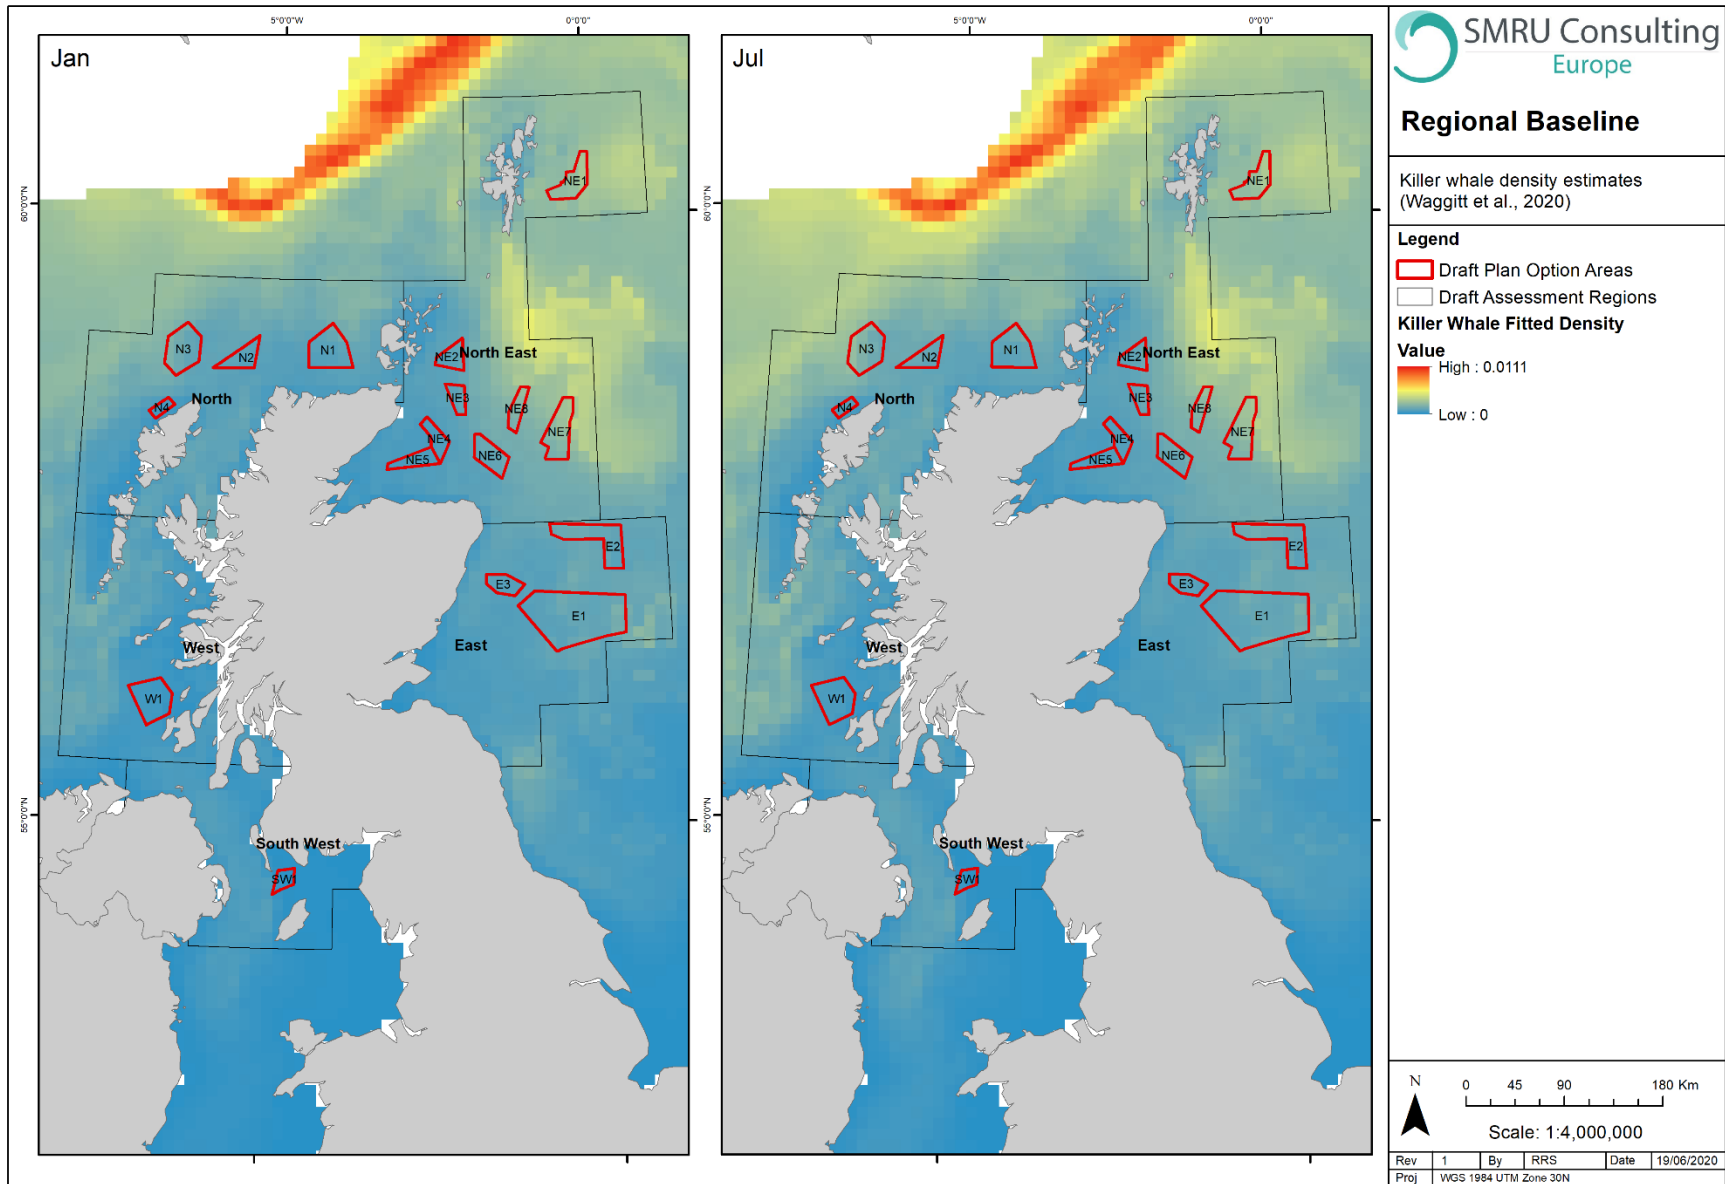 5°0'0"W
0°0'0"
5°0'0"W
0°0'0"
60°0'0"N
55°0'0"N
60°0'0"N
55°0'0"N
Jan
NE1
N3
N2
N1
NE2
North East
N4
North
NE3
NE8
NE7
NE4
NE5
NE6
E2
E3
E1
West
East
W1
South West
SW1
Jul
NE1
N3
N2
N1
NE2
North East
N4
North
NE3
NE8
NE7
NE4
NE5
NE6
E2
E3
E1
West
East
W1
South West
SW1
SMRU Consulting
Europe
Regional Baseline
Killer whale density estimates
(Waggitt et al., 2020)
Legend
Draft Plan Option Areas
Draft Assessment Regions
Killer Whale Fitted Density
Value
High : 0.0111
Low : 0
N
0 45 90 180 Km
Scale: 1:4,000,000
Rev 1 By RRS Date 19/06/2020
Proj WGS 1984 UTM Zone 30N